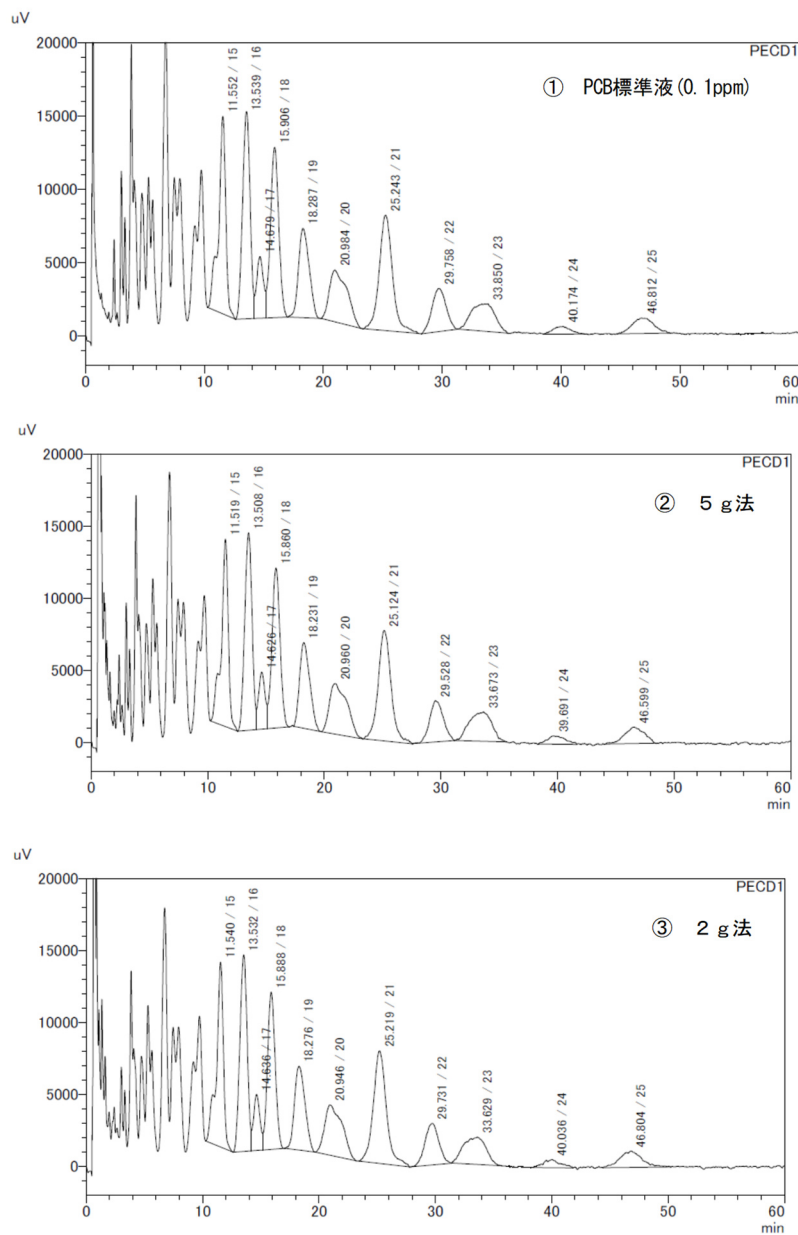 uV
20000
15000
10000
5000
0
PECD1
① PCB標準液(0.1ppm)
11.552 / 15
13.539 / 16
14.679 / 17
15.906 / 18
18.287 / 19
20.984 / 20
25.243 / 21
29.758 / 22
33.850 / 23
40.174 / 24
46.812 / 25
0 10 20 30 40 50 60
min
uV
20000
15000
10000
5000
0
PECD1
② 5g法
11.519 / 15
13.508 / 16
14.626 / 17
15.860 / 18
18.231 / 19
20.960 / 20
25.124 / 21
29.528 / 22
33.673 / 23
39.691 / 24
46.599 / 25
0 10 20 30 40 50 60
min
uV
20000
15000
10000
5000
0
PECD1
③ 2g法
11.540 / 15
13.532 / 16
14.636 / 17
15.888 / 18
18.276 / 19
20.946 / 20
25.219 / 21
29.731 / 22
33.629 / 23
40.036 / 24
46.804 / 25
0 10 20 30 40 50 60
min